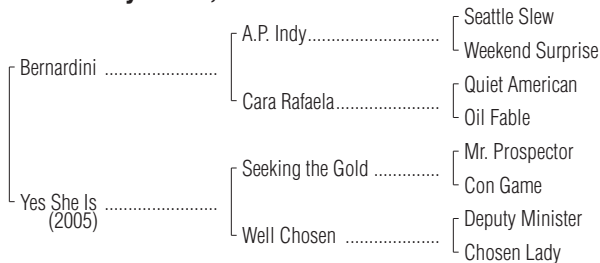 Bernardini ........................
A.P. Indy............................
Seattle Slew
Weekend Surprise
Cara Rafaela......................
Quiet American
Oil Fable
Yes She Is ........................
(2005)
Seeking the Gold ..............
Mr. Prospector
Con Game
Well Chosen ....................
Deputy Minister
Chosen Lady